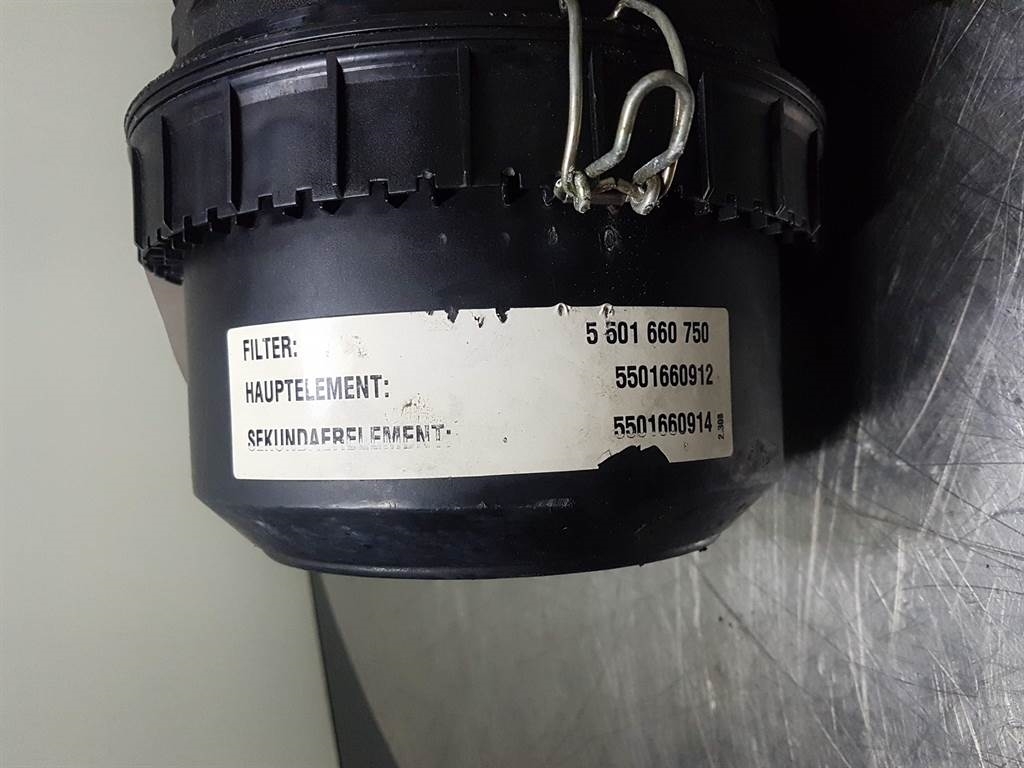 FILTER: 5 501 660 750
HAUPTELEMENT: 5501660912
SEKUNDAERELEMENT: 5501660914
2.308